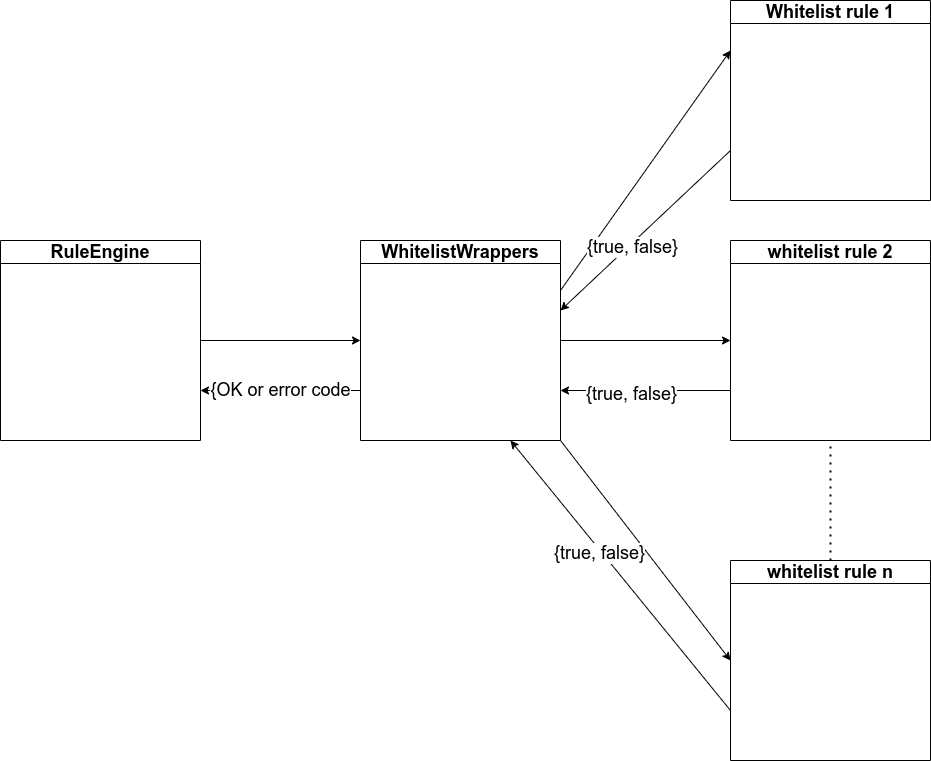 Whitelist rule 1
{true, false}
RuleEngine
WhitelistWrappers
whitelist rule 2
{OK or error code
{true, false}
{true, false}
whitelist rule n